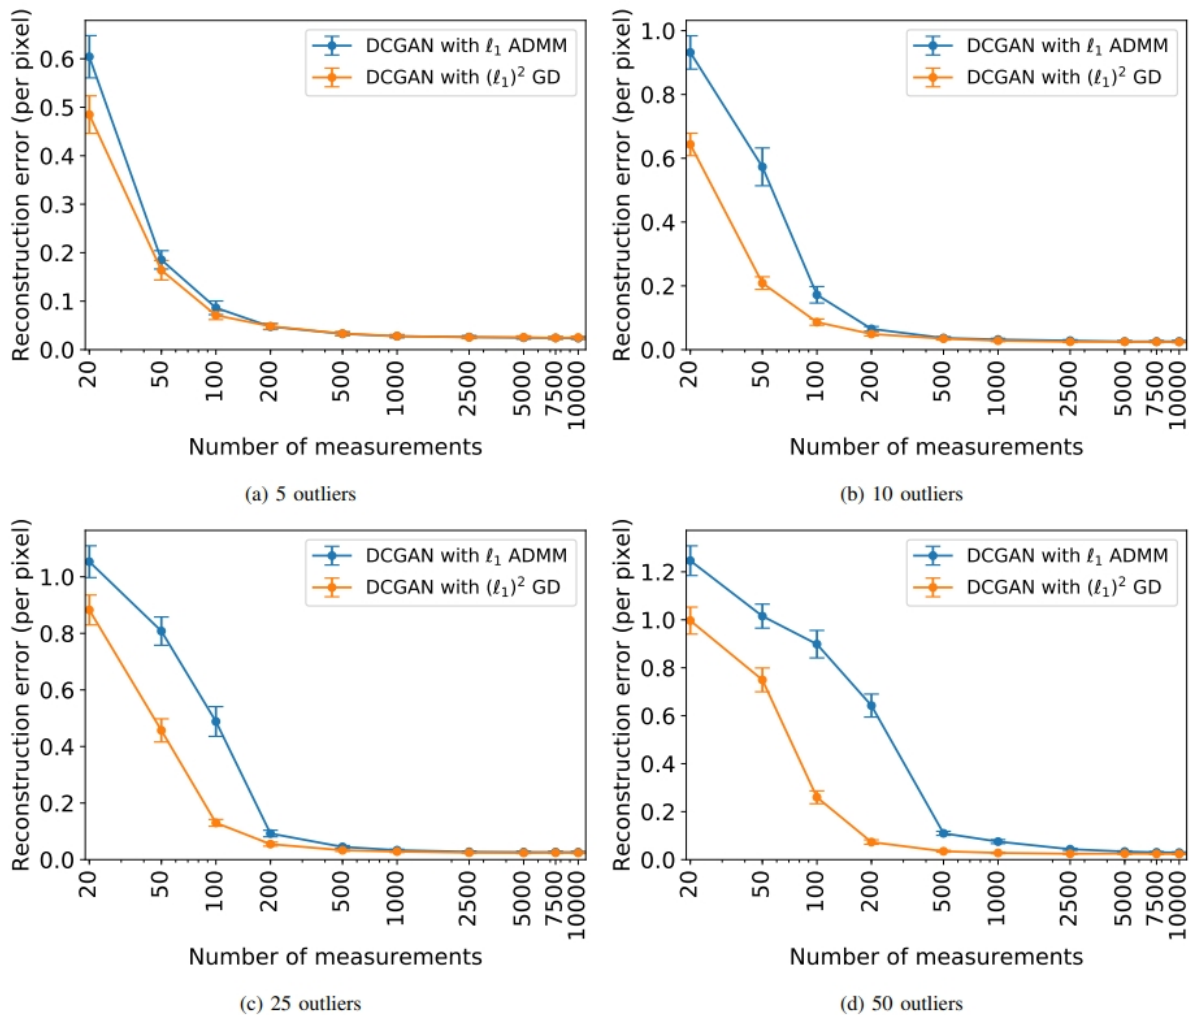 Reconstruction error (per pixel)
0.6
0.5
0.4
0.3
0.2
0.1
0.0
DCGAN with ℓ₁ ADMM
DCGAN with (ℓ₁)² GD
20 50 100 200 500 1000 2500 5000 7500 10000
Number of measurements
(a) 5 outliers
Reconstruction error (per pixel)
1.0
0.8
0.6
0.4
0.2
0.0
DCGAN with ℓ₁ ADMM
DCGAN with (ℓ₁)² GD
20 50 100 200 500 1000 2500 5000 7500 10000
Number of measurements
(b) 10 outliers
Reconstruction error (per pixel)
1.0
0.8
0.6
0.4
0.2
0.0
DCGAN with ℓ₁ ADMM
DCGAN with (ℓ₁)² GD
20 50 100 200 500 1000 2500 5000 7500 10000
Number of measurements
(c) 25 outliers
Reconstruction error (per pixel)
1.2
1.0
0.8
0.6
0.4
0.2
0.0
DCGAN with ℓ₁ ADMM
DCGAN with (ℓ₁)² GD
20 50 100 200 500 1000 2500 5000 7500 10000
Number of measurements
(d) 50 outliers